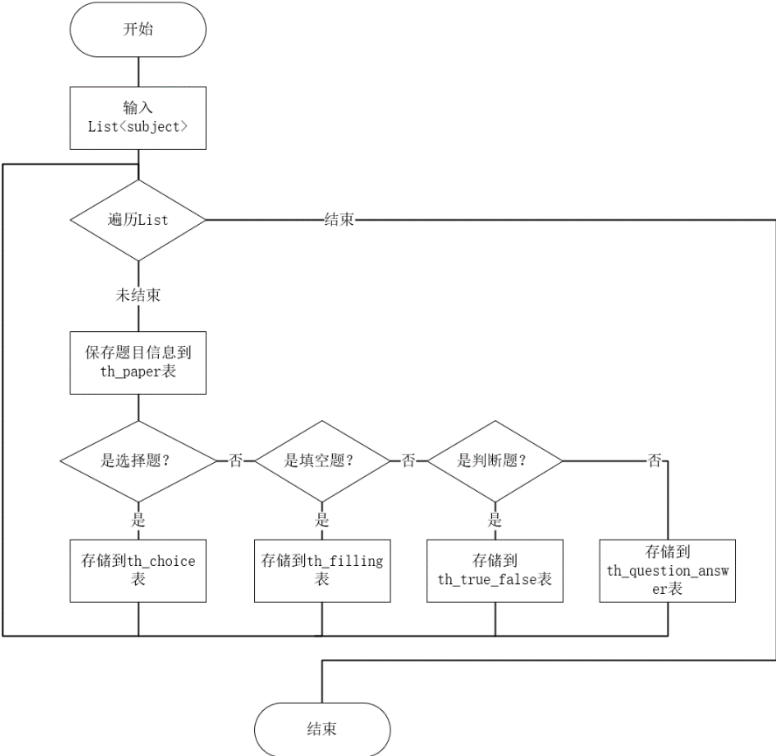 开始
输入
List<subject>
遍历List
结束
未结束
保存题目信息到
th_paper表
是选择题?
否
是填空题?
否
是判断题?
否
是
是
是
存储到th_choice
表
存储到th_filling
表
存储到
th_true_false表
存储到
th_question_answ
er表
结束